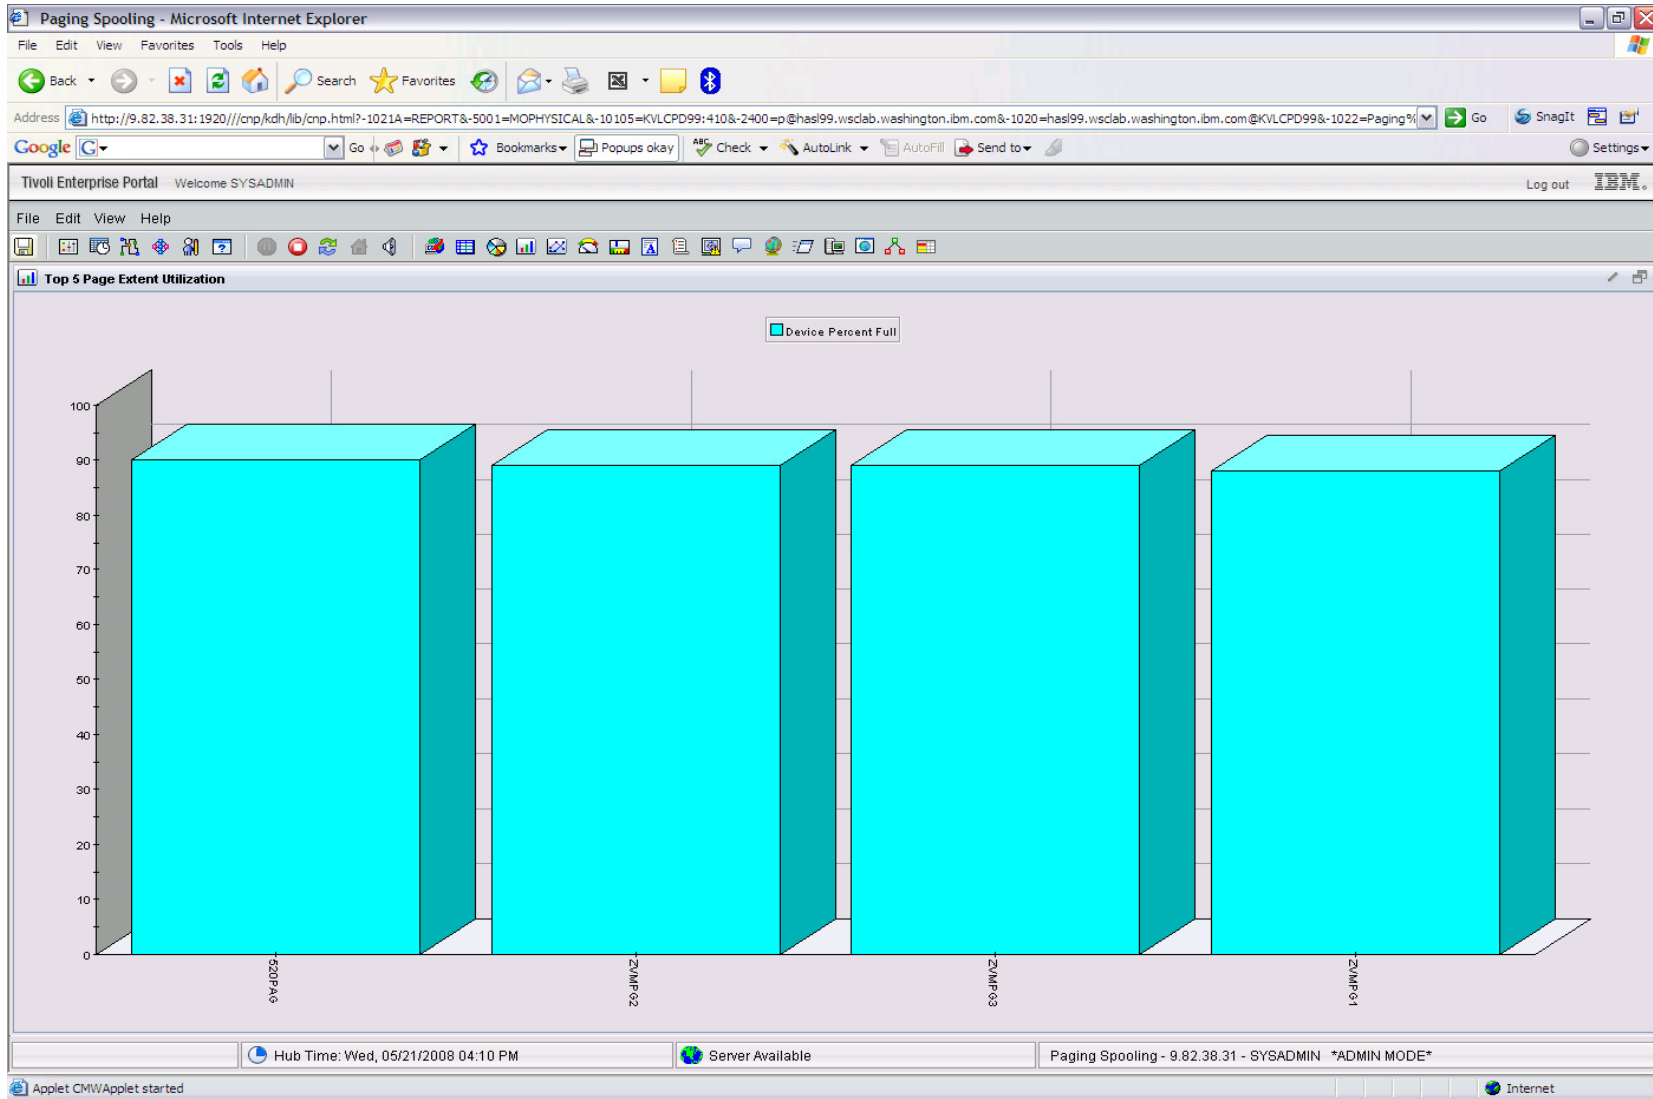 Paging Spooling - Microsoft Internet Explorer
File Edit View Favorites Tools Help
Back Search Favorites
Address http://9.82.38.31:1920///cnp/kdh/lib/cnp.html?-1021A=REPORT&-5001=MOPHYSICAL&-10105=KVLCPD99:410&-2400=p@hasl99.wsclab.washington.ibm.com&-1020=hasl99.wsclab.washington.ibm.com@KVLCPD99&-1022=Paging% Go SnagIt
Google G Go Bookmarks Popups okay ABC Check AutoLink AutoFill Send to Settings
Tivoli Enterprise Portal Welcome SYSADMIN Log out IBM.
File Edit View Help
Top 5 Page Extent Utilization
Device Percent Full
100
90
80
70
60
50
40
30
20
10
0
520PAG
ZVMPG2
ZVMPG3
ZVMPG1
Hub Time: Wed, 05/21/2008 04:10 PM Server Available Paging Spooling - 9.82.38.31 - SYSADMIN *ADMIN MODE*
Applet CMWApplet started Internet